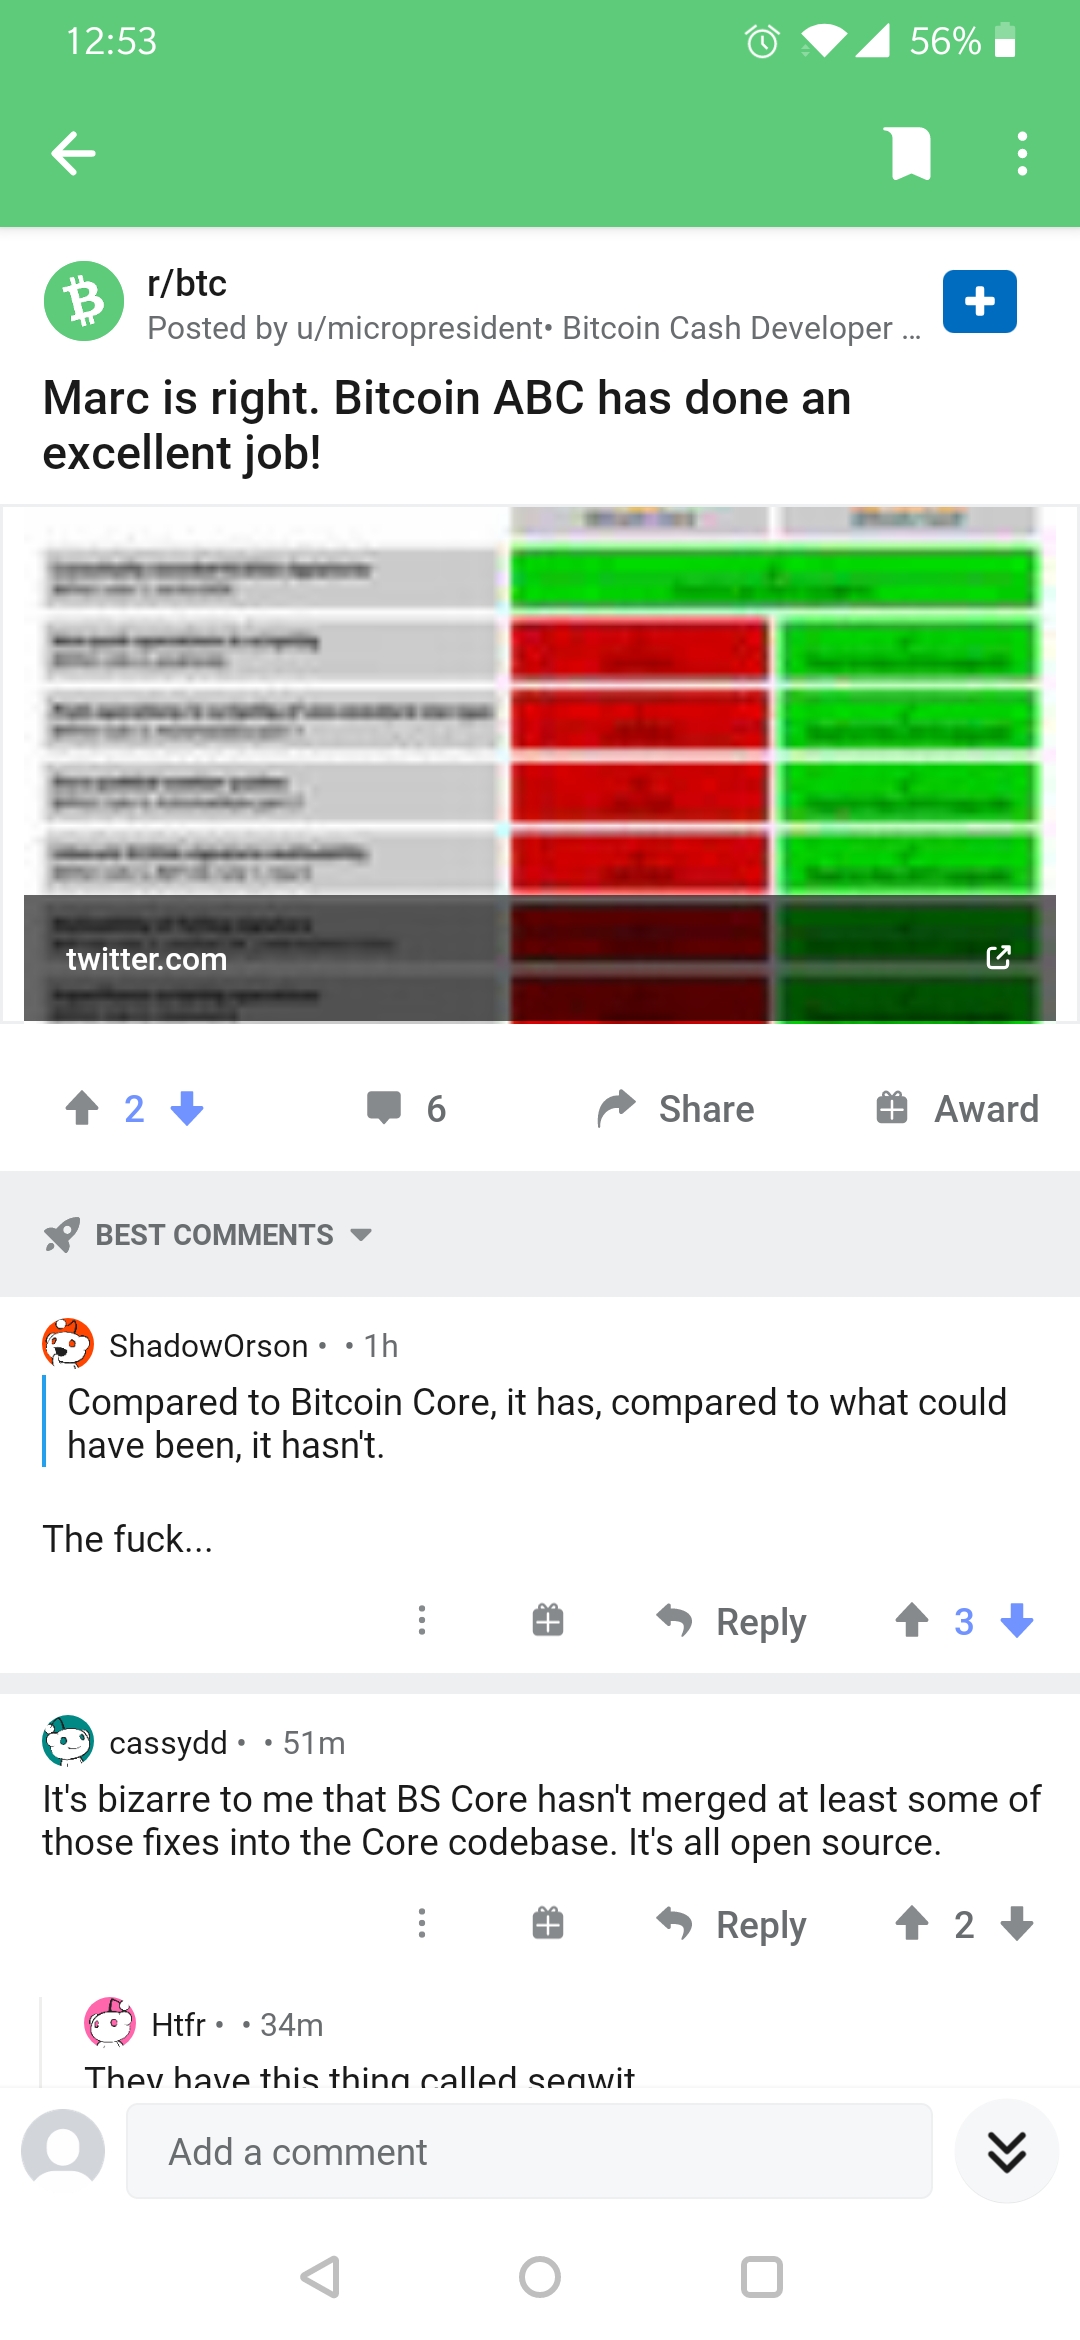 12:53
56%
r/btc
Posted by u/micropresident• Bitcoin Cash Developer ...
Marc is right. Bitcoin ABC has done an
excellent job!
twitter.com
2
6
Share
Award
BEST COMMENTS
ShadowOrson • • 1h
Compared to Bitcoin Core, it has, compared to what could
have been, it hasn't.
The fuck...
Reply
3
cassydd • • 51m
It's bizarre to me that BS Core hasn't merged at least some of
those fixes into the Core codebase. It's all open source.
Reply
2
Htfr • • 34m
They have this thing called segwit
Add a comment